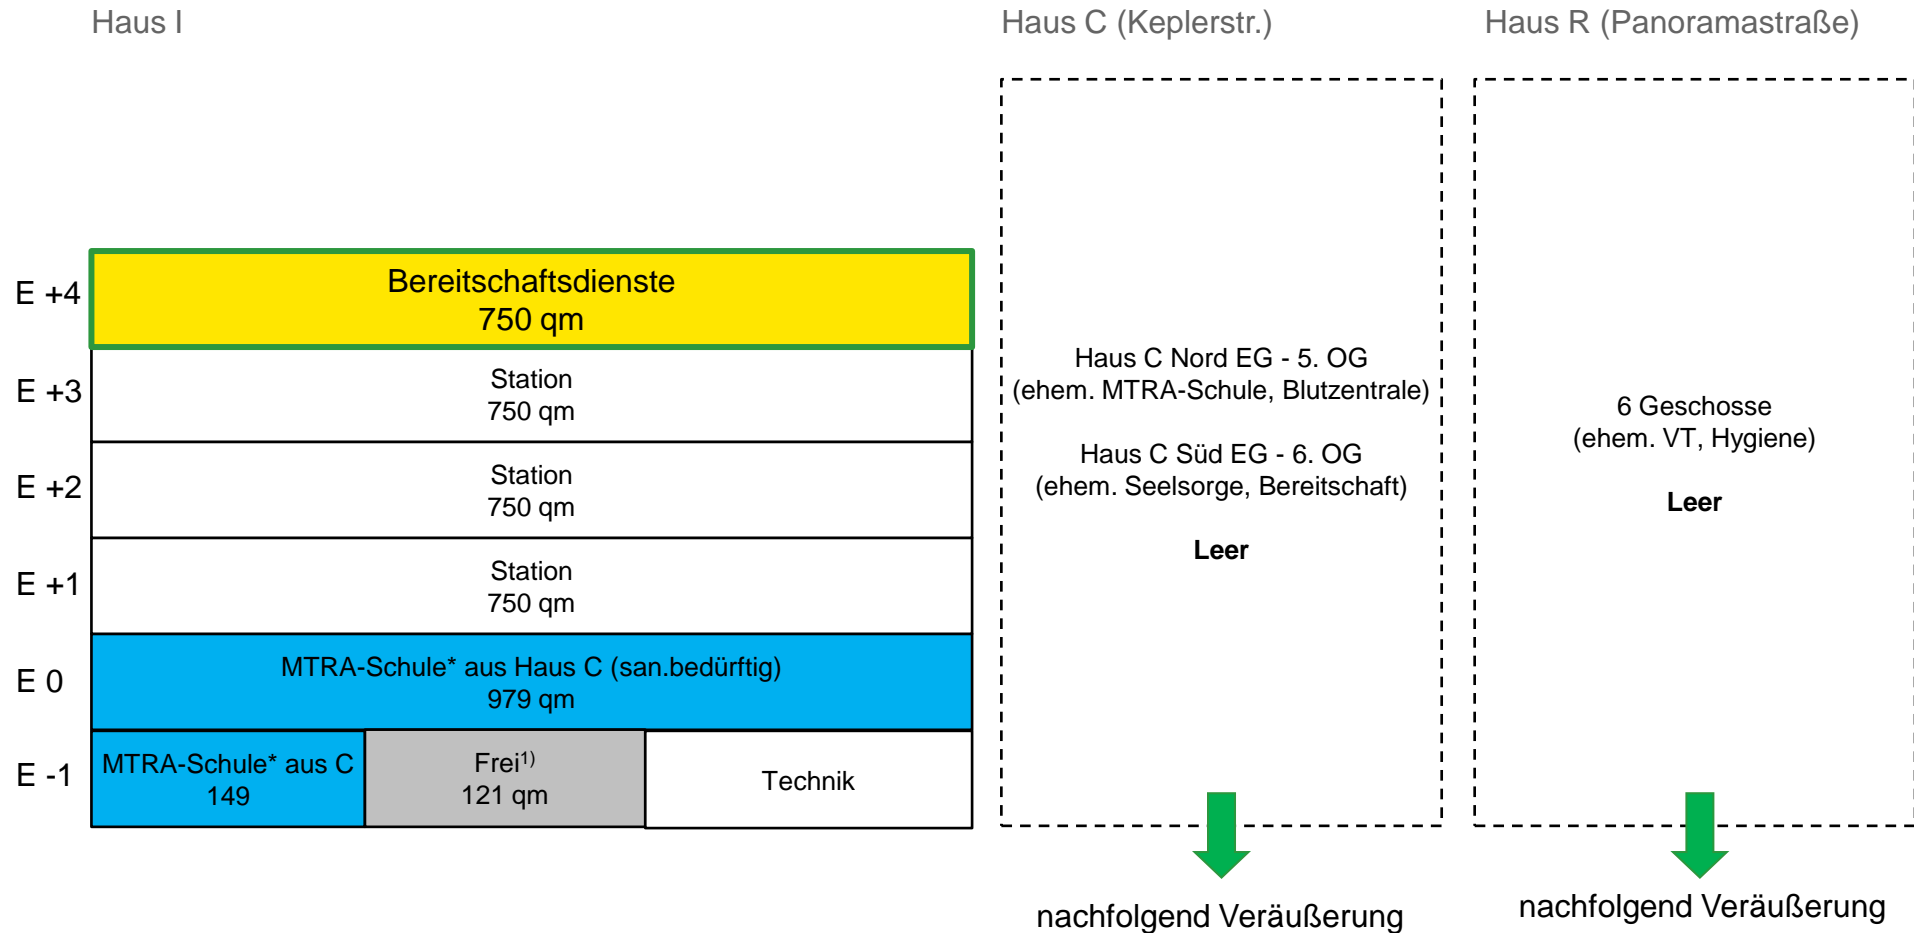 Haus I
Haus C (Keplerstr.)
Haus R (Panoramastraße)
E +4
Bereitschaftsdienste
750 qm
E +3
Station
750 qm
E +2
Station
750 qm
E +1
Station
750 qm
E 0
MTRA-Schule* aus Haus C (san.bedürftig)
979 qm
E -1
MTRA-Schule* aus C
149
Frei¹⁾
121 qm
Technik
Haus C Nord EG - 5. OG
(ehem. MTRA-Schule, Blutzentrale)
Haus C Süd EG - 6. OG
(ehem. Seelsorge, Bereitschaft)
Leer
6 Geschosse
(ehem. VT, Hygiene)
Leer
nachfolgend Veräußerung
nachfolgend Veräußerung